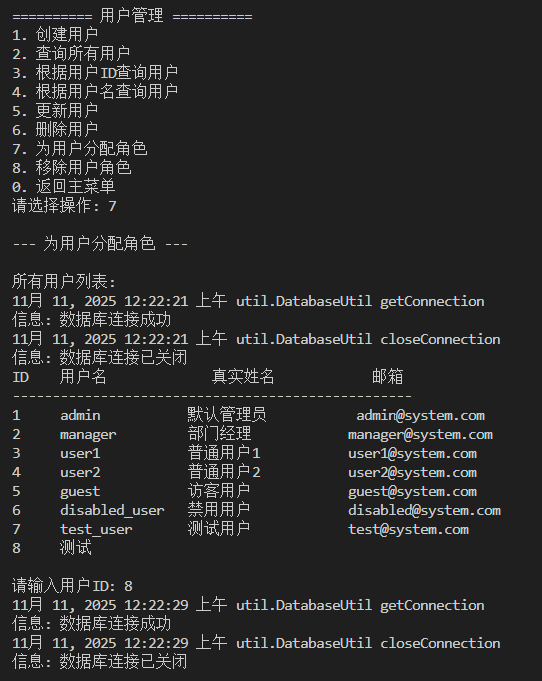 ========== 用户管理 ==========
1. 创建用户
2. 查询所有用户
3. 根据用户ID查询用户
4. 根据用户名查询用户
5. 更新用户
6. 删除用户
7. 为用户分配角色
8. 移除用户角色
0. 返回主菜单
请选择操作: 7
--- 为用户分配角色 ---
所有用户列表:
11月 11, 2025 12:22:21 上午 util.DatabaseUtil getConnection
信息: 数据库连接成功
11月 11, 2025 12:22:21 上午 util.DatabaseUtil closeConnection
信息: 数据库连接已关闭
ID 用户名 真实姓名 邮箱
--------------------------------------------------
1 admin 默认管理员 admin@system.com
2 manager 部门经理 manager@system.com
3 user1 普通用户1 user1@system.com
4 user2 普通用户2 user2@system.com
5 guest 访客用户 guest@system.com
6 disabled_user 禁用用户 disabled@system.com
7 test_user 测试用户 test@system.com
8 测试
请输入用户ID: 8
11月 11, 2025 12:22:29 上午 util.DatabaseUtil getConnection
信息: 数据库连接成功
11月 11, 2025 12:22:29 上午 util.DatabaseUtil closeConnection
信息: 数据库连接已关闭